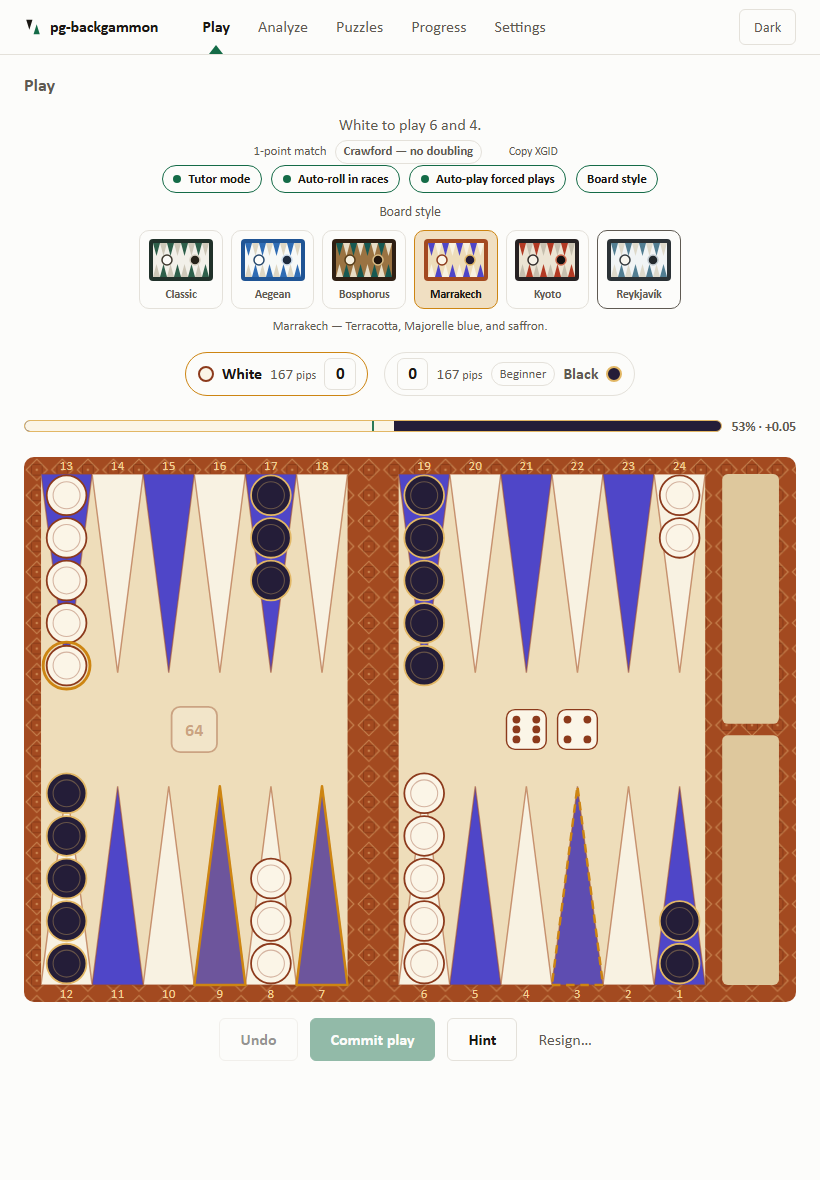 pg-backgammon Play Analyze Puzzles Progress Settings Dark
Play
White to play 6 and 4.
1-point match Crawford — no doubling Copy XGID
Tutor mode Auto-roll in races Auto-play forced plays Board style
Board style
Classic Aegean Bosphorus Marrakech Kyoto Reykjavík
Marrakech — Terracotta, Majorelle blue, and saffron.
White 167 pips 0 0 167 pips Beginner Black
53% · +0.05
13 14 15 16 17 18 19 20 21 22 23 24
64
12 11 10 9 8 7 6 5 4 3 2 1
Undo Commit play Hint Resign...